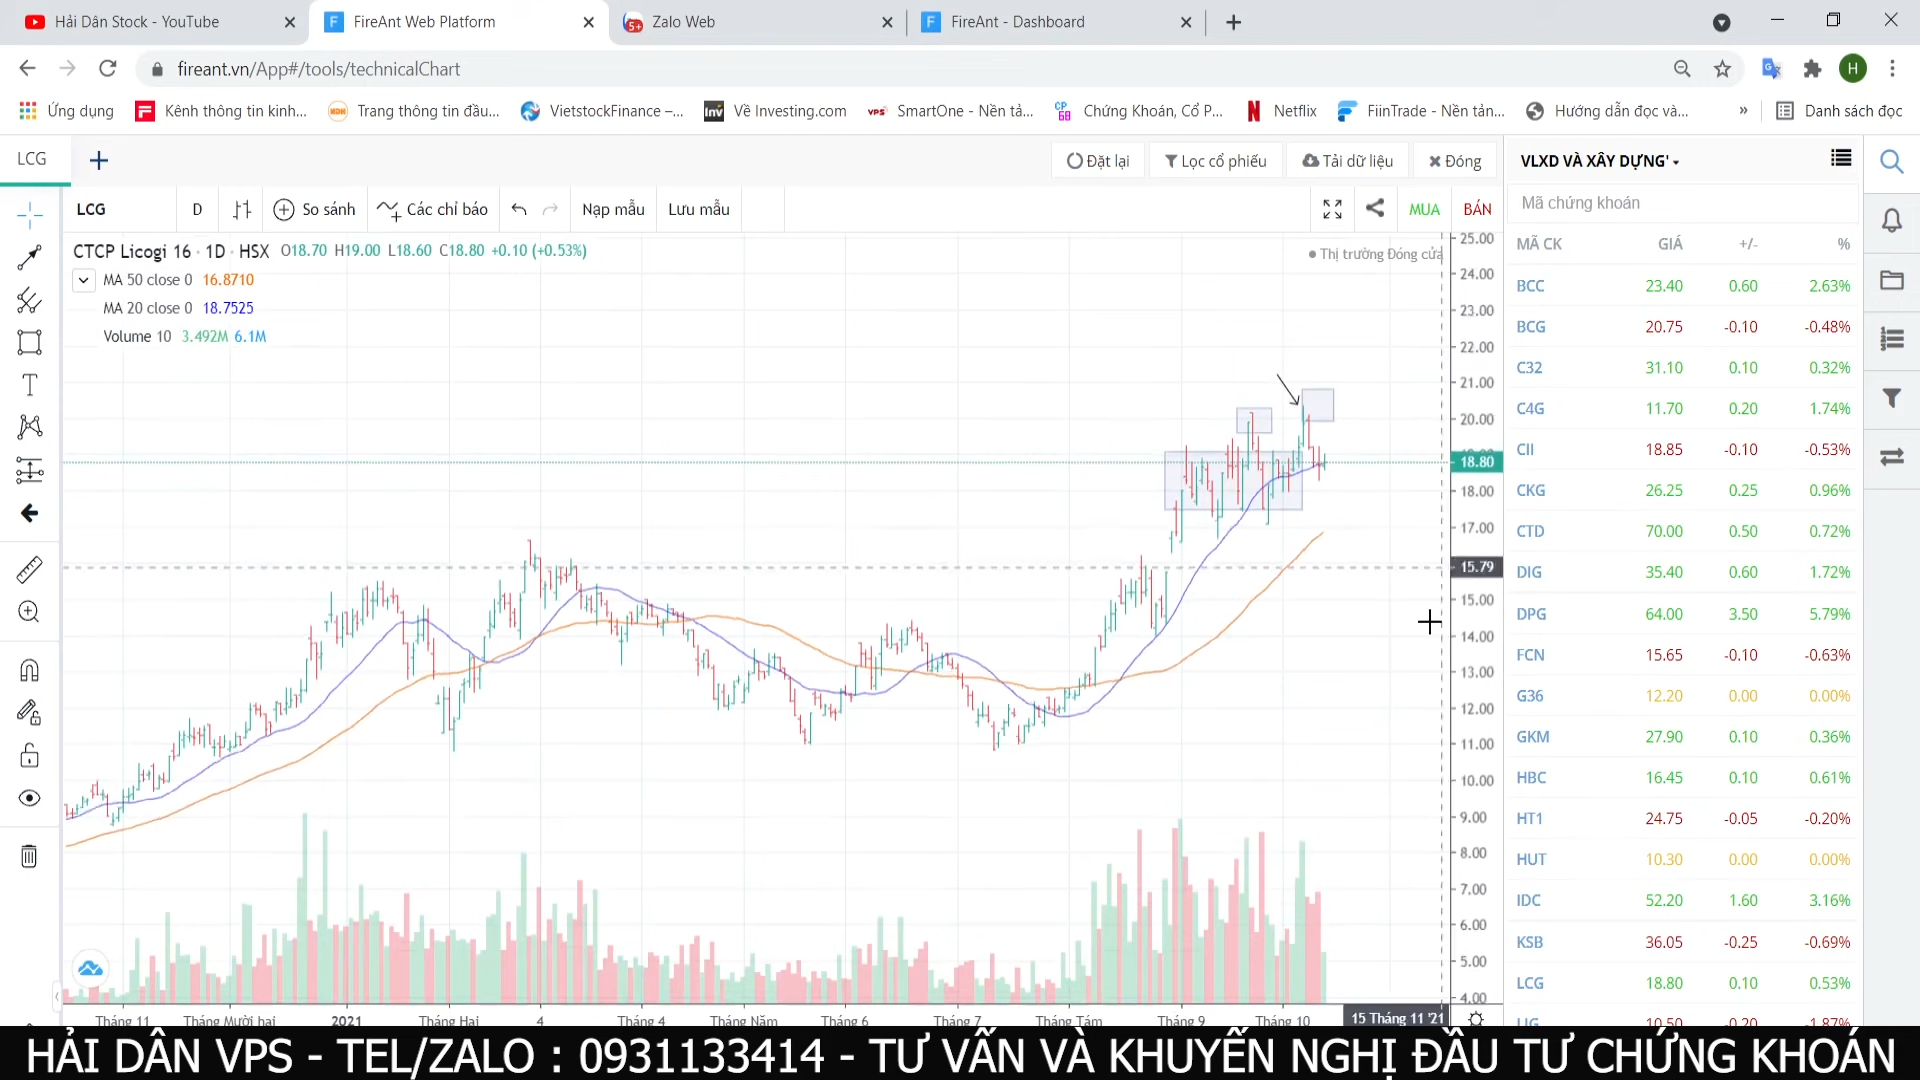 Hải Dân Stock - YouTube
FireAnt Web Platform
Zalo Web
FireAnt - Dashboard
fireant.vn/App#/tools/technicalChart
H
Ứng dụng
Kênh thông tin kinh...
Trang thông tin đầu...
VietstockFinance –...
Về Investing.com
SmartOne - Nền tả...
Chứng Khoán, Cổ P...
Netflix
FiinTrade - Nền tản...
Hướng dẫn đọc và...
»
Danh sách đọc
LCG
Đặt lại
Lọc cổ phiếu
Tải dữ liệu
Đóng
VLXD VÀ XÂY DỰNG'
LCG
D
So sánh
Các chỉ báo
Nạp mẫu
Lưu mẫu
MUA
BÁN
Mã chứng khoán
CTCP Licogi 16 · 1D · HSX O18.70 H19.00 L18.60 C18.80 +0.10 (+0.53%)
Thị trường Đóng cửa
MA 50 close 0 16.8710
MA 20 close 0 18.7525
Volume 10 3.492M 6.1M
25.00
24.00
23.00
22.00
21.00
20.00
18.80
18.00
17.00
15.79
15.00
14.00
13.00
12.00
11.00
10.00
9.00
8.00
7.00
6.00
5.00
4.00
MÃ CK GIÁ +/- %
BCC 23.40 0.60 2.63%
BCG 20.75 -0.10 -0.48%
C32 31.10 0.10 0.32%
C4G 11.70 0.20 1.74%
CII 18.85 -0.10 -0.53%
CKG 26.25 0.25 0.96%
CTD 70.00 0.50 0.72%
DIG 35.40 0.60 1.72%
DPG 64.00 3.50 5.79%
FCN 15.65 -0.10 -0.63%
G36 12.20 0.00 0.00%
GKM 27.90 0.10 0.36%
HBC 16.45 0.10 0.61%
HT1 24.75 -0.05 -0.20%
HUT 10.30 0.00 0.00%
IDC 52.20 1.60 3.16%
KSB 36.05 -0.25 -0.69%
LCG 18.80 0.10 0.53%
LIG 10.50 -0.20 -1.87%
Tháng 11 Tháng Mười hai 2021 Tháng Hai 4 Tháng 4 Tháng Năm Tháng 6 Tháng 7 Tháng Tám Tháng 9 Tháng 10 15 Tháng 11 '21
HẢI DÂN VPS - TEL/ZALO : 0931133414 - TƯ VẤN VÀ KHUYẾN NGHỊ ĐẦU TƯ CHỨNG KHOÁN